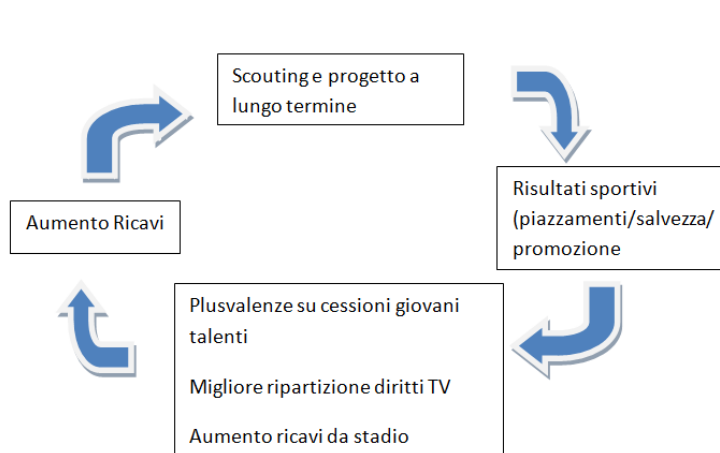 Scouting e progetto a
lungo termine
Risultati sportivi
(piazzamenti/salvezza/
promozione
Aumento Ricavi
Plusvalenze su cessioni giovani
talenti
Migliore ripartizione diritti TV
Aumento ricavi da stadio